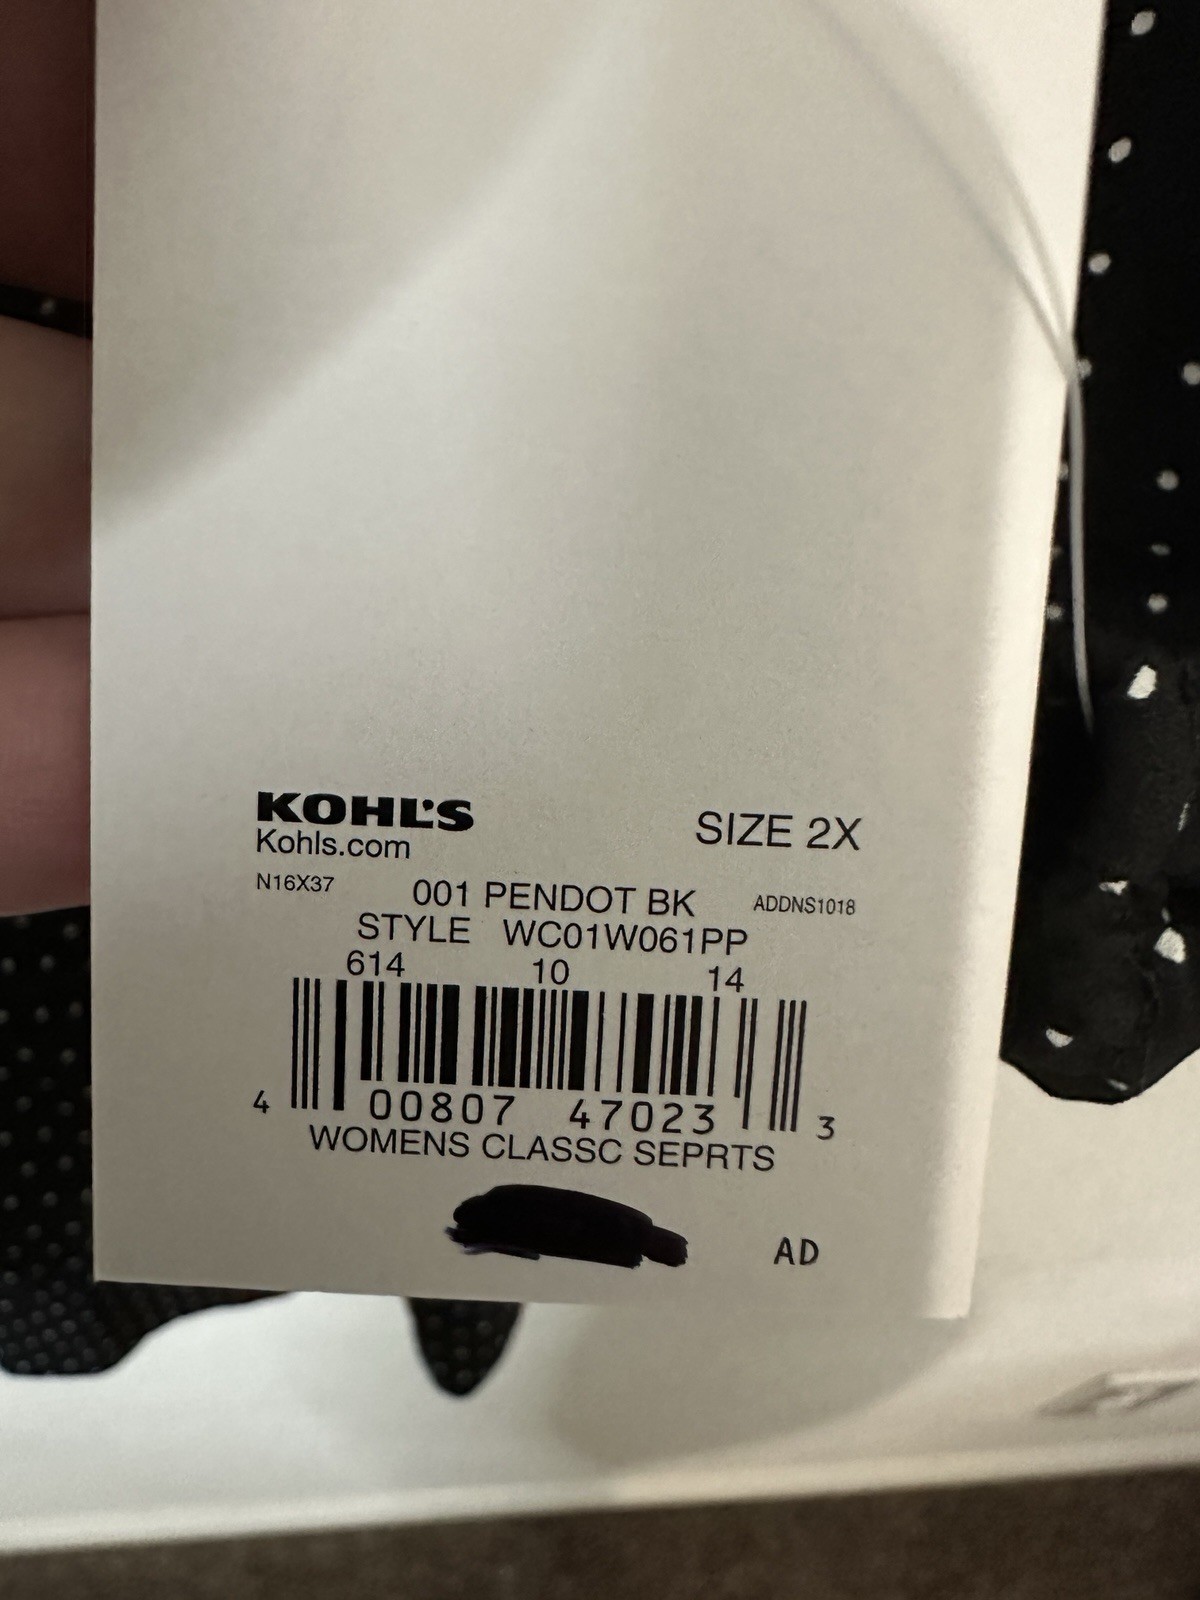 KOHL'S
Kohls.com
SIZE 2X
N16X37
001 PENDOT BK
ADDNS1018
STYLE WC01W061PP
614 10 14
4 00807 47023 3
WOMENS CLASSC SEPRTS
AD